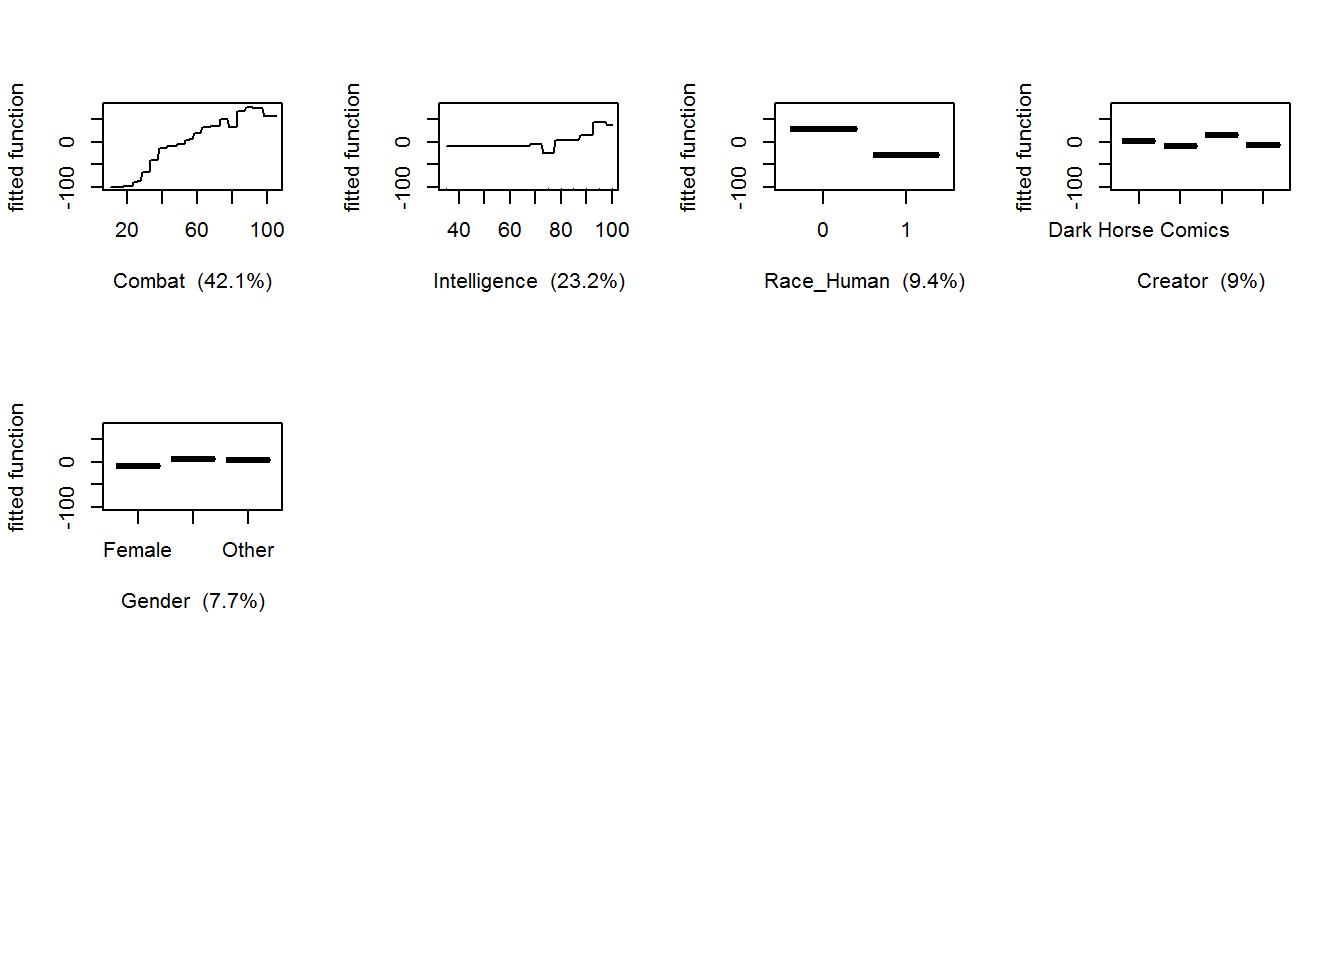 fitted function
0
-100
20 60 100
Combat (42.1%)
fitted function
0
-100
40 60 80 100
Intelligence (23.2%)
fitted function
0
-100
0 1
Race_Human (9.4%)
fitted function
0
-100
Dark Horse Comics
Creator (9%)
fitted function
0
-100
Female Other
Gender (7.7%)